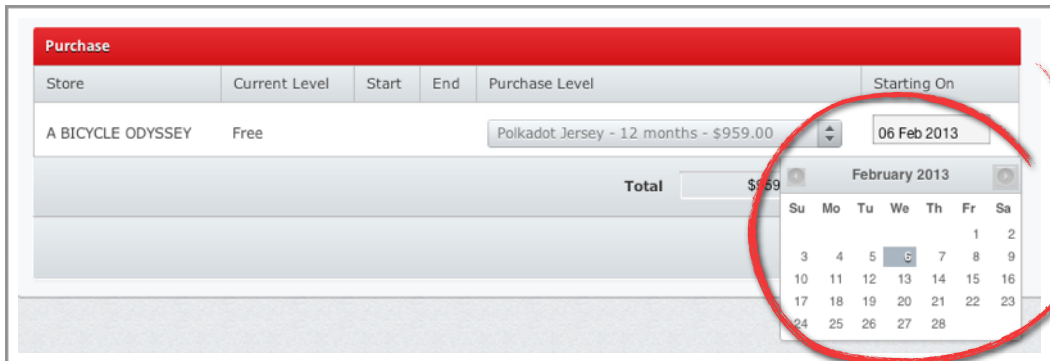 Purchase
Store Current Level Start End Purchase Level Starting On
A BICYCLE ODYSSEY Free Polkadot Jersey - 12 months - $959.00 06 Feb 2013
Total $959
February 2013
Su Mo Tu We Th Fr Sa
1 2
3 4 5 6 7 8 9
10 11 12 13 14 15 16
17 18 19 20 21 22 23
24 25 26 27 28